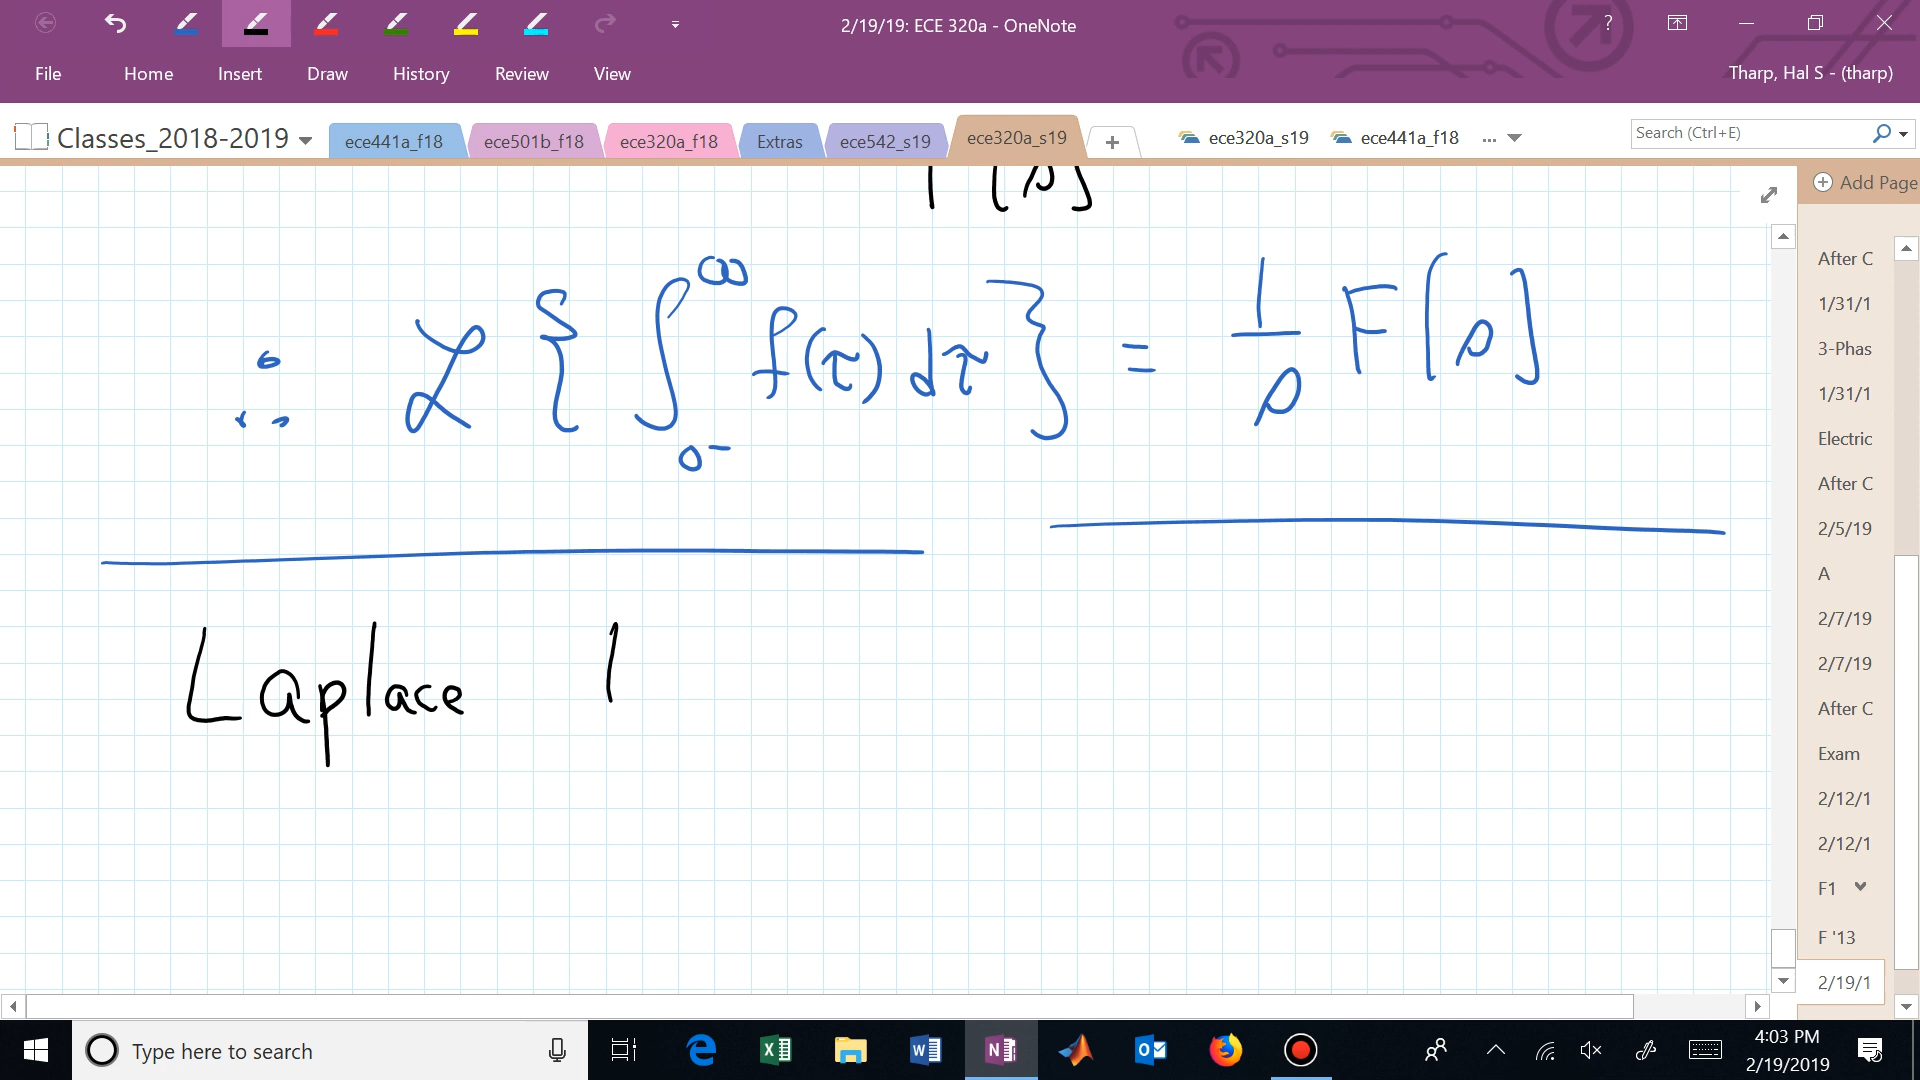 2/19/19: ECE 320a - OneNote
?
File Home Insert Draw History Review View
Tharp, Hal S - (tharp)
Classes_2018-2019 ece441a_f18 ece501b_f18 ece320a_f18 Extras ece542_s19 ece320a_s19 + ece320a_s19 ece441a_f18 ...
Search (Ctrl+E)
Add Page
∴ ℒ { ∫₀₋^∞ f(τ) dτ } = 1/s F[s]
Laplace
After C
1/31/1
3-Phas
1/31/1
Electric
After C
2/5/19
A
2/7/19
2/7/19
After C
Exam
2/12/1
2/12/1
F1
F '13
2/19/1
Type here to search
4:03 PM
2/19/2019